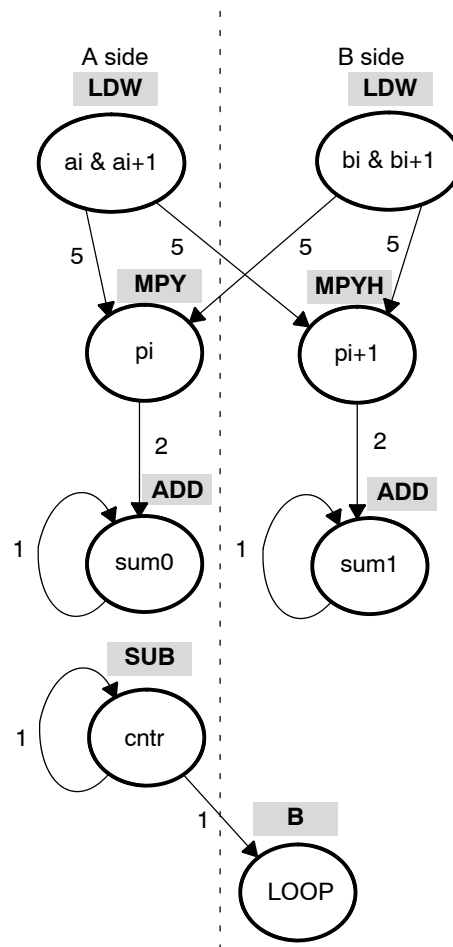 A side
B side
LDW
LDW
ai & ai+1
bi & bi+1
5
5
5
5
MPY
MPYH
pi
pi+1
2
2
ADD
ADD
1
sum0
1
sum1
SUB
1
cntr
1
B
LOOP